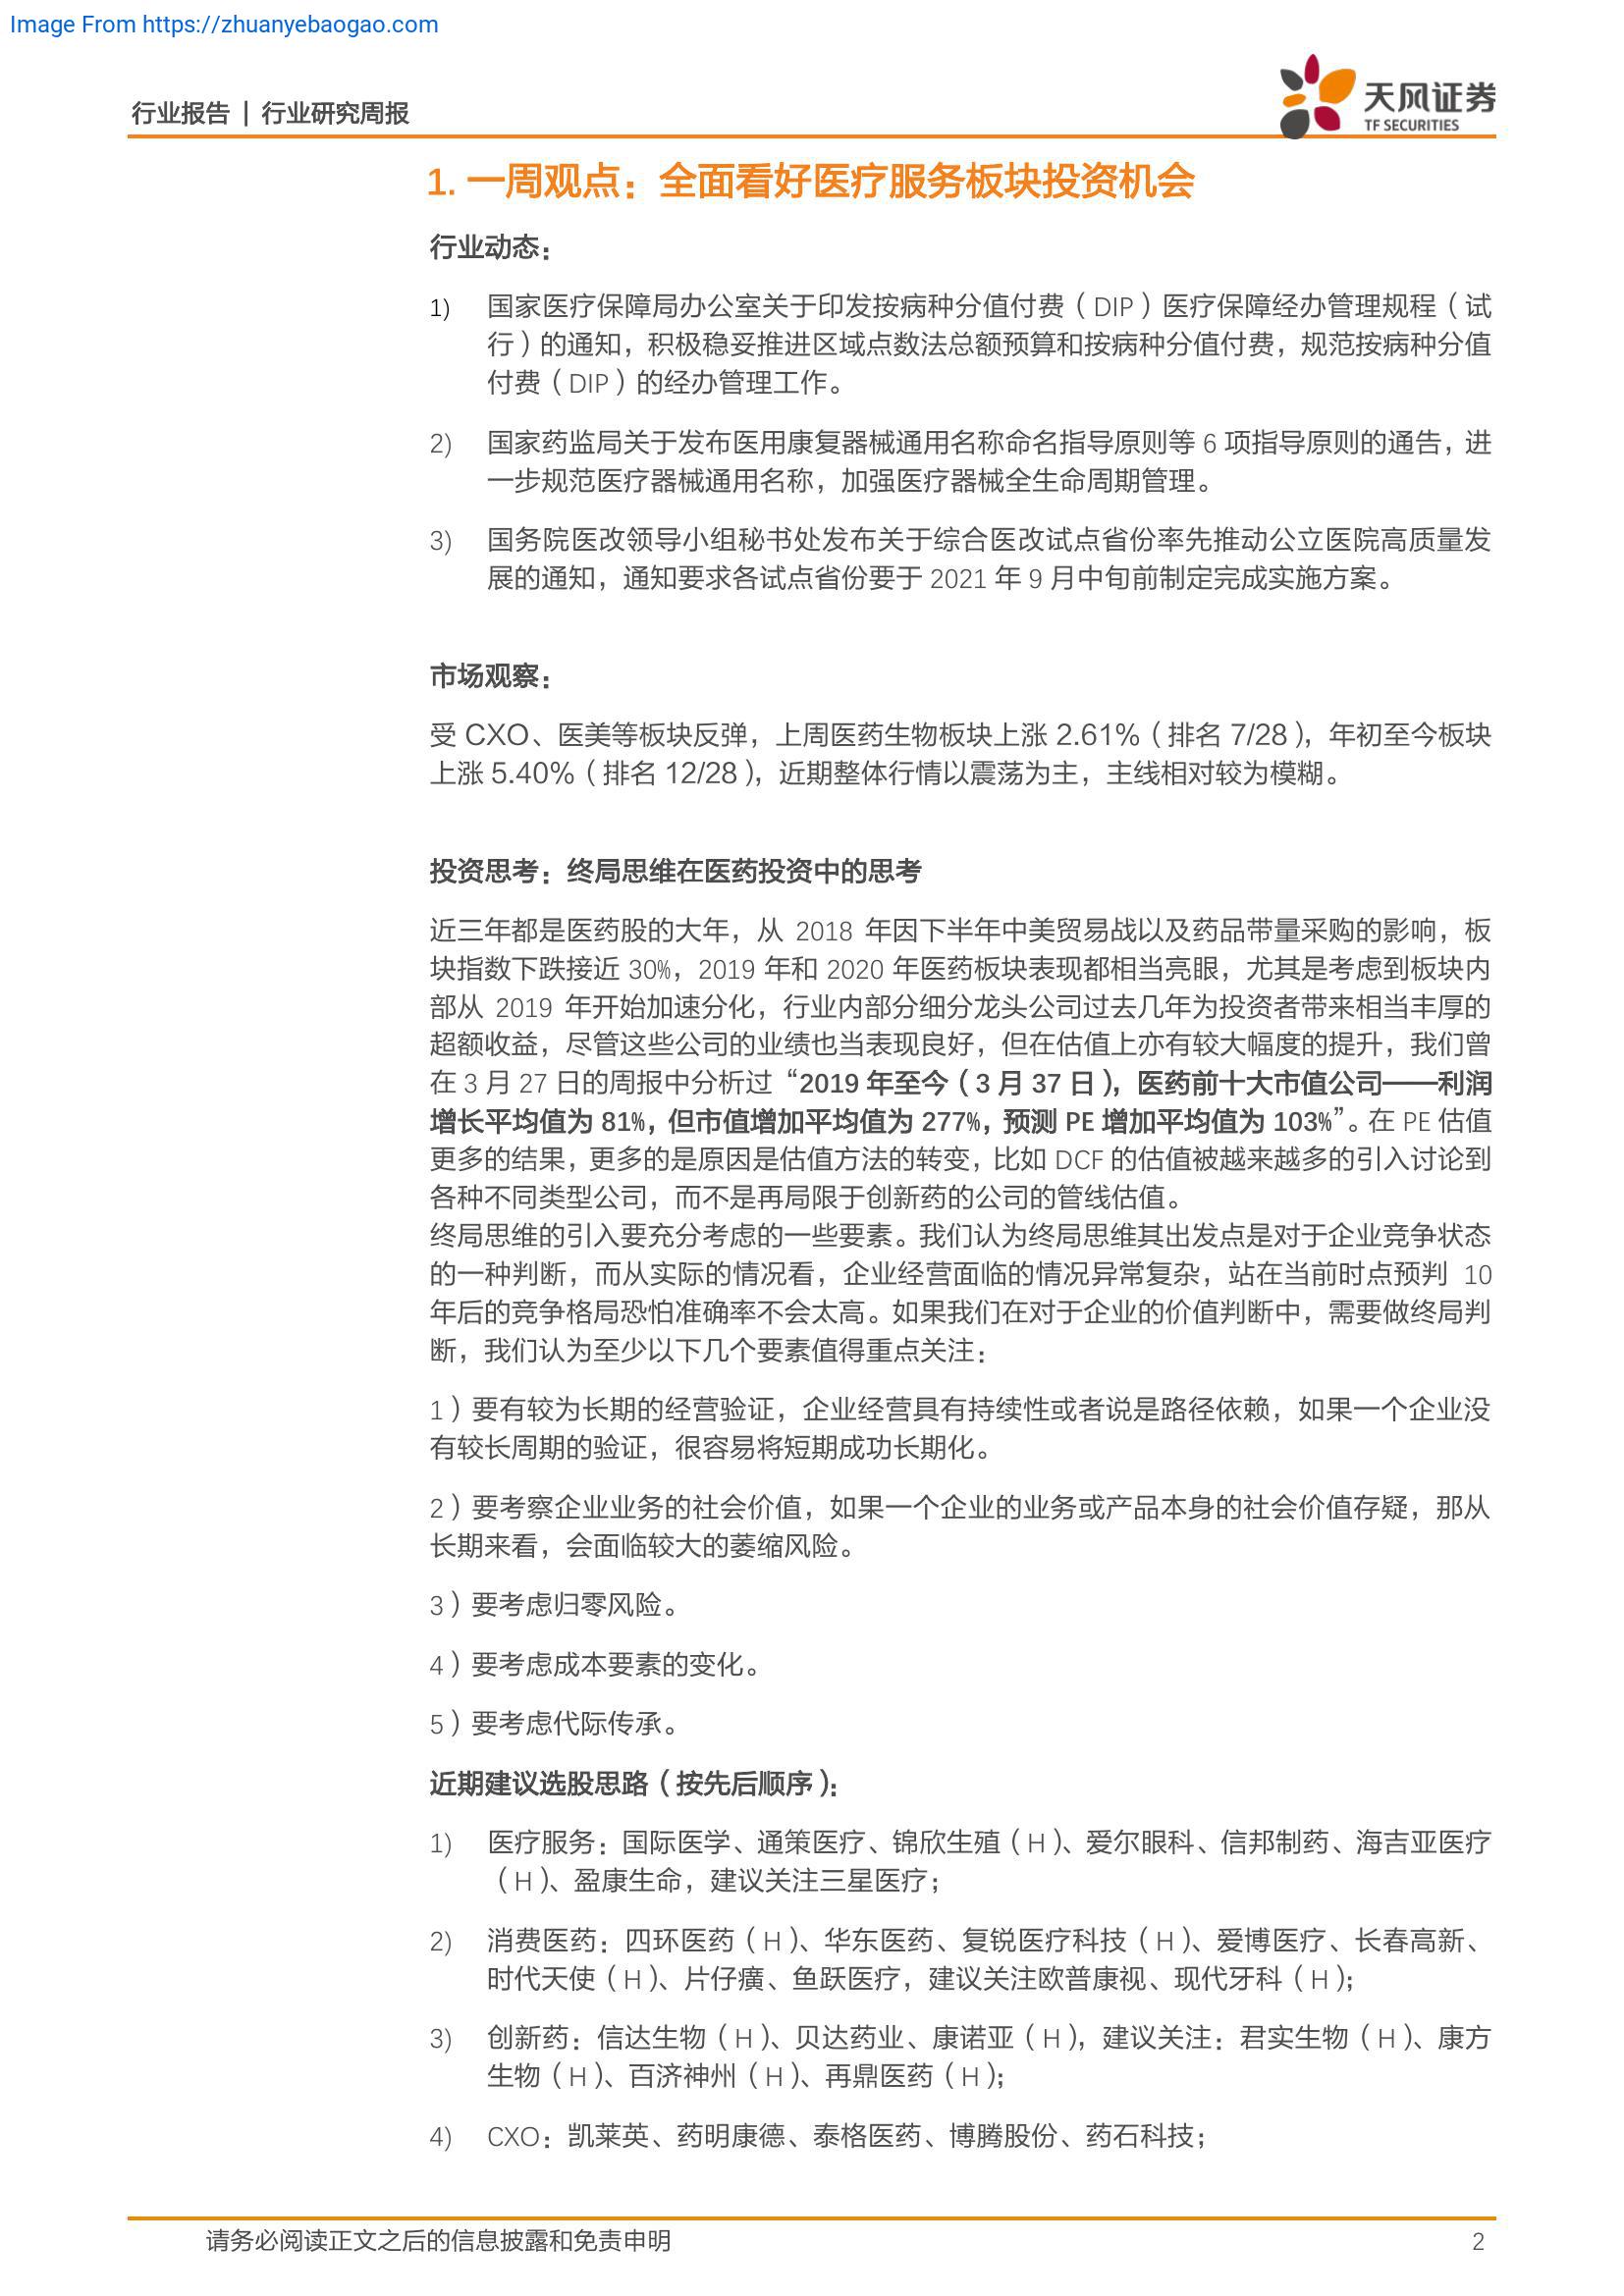 Image From https://zhuanyebaogao.com
行业报告 | 行业研究周报
天风证券
TF SECURITIES
1. 一周观点：全面看好医疗服务板块投资机会
行业动态：
1) 国家医疗保障局办公室关于印发按病种分值付费（DIP）医疗保障经办管理规程（试
行）的通知，积极稳妥推进区域点数法总额预算和按病种分值付费，规范按病种分值
付费（DIP）的经办管理工作。
2) 国家药监局关于发布医用康复器械通用名称命名指导原则等 6 项指导原则的通告，进
一步规范医疗器械通用名称，加强医疗器械全生命周期管理。
3) 国务院医改领导小组秘书处发布关于综合医改试点省份率先推动公立医院高质量发
展的通知，通知要求各试点省份要于 2021 年 9 月中旬前制定完成实施方案。
市场观察：
受 CXO、医美等板块反弹，上周医药生物板块上涨 2.61%（排名 7/28），年初至今板块
上涨 5.40%（排名 12/28），近期整体行情以震荡为主，主线相对较为模糊。
投资思考：终局思维在医药投资中的思考
近三年都是医药股的大年，从 2018 年因下半年中美贸易战以及药品带量采购的影响，板
块指数下跌接近 30%，2019 年和 2020 年医药板块表现都相当亮眼，尤其是考虑到板块内
部从 2019 年开始加速分化，行业内部分细分龙头公司过去几年为投资者带来相当丰厚的
超额收益，尽管这些公司的业绩也当表现良好，但在估值上亦有较大幅度的提升，我们曾
在 3 月 27 日的周报中分析过“2019 年至今（3 月 37 日），医药前十大市值公司——利润
增长平均值为 81%，但市值增加平均值为 277%，预测 PE 增加平均值为 103%”。在 PE 估值
更多的结果，更多的是原因是估值方法的转变，比如 DCF 的估值被越来越多的引入讨论到
各种不同类型公司，而不是再局限于创新药的公司的管线估值。
终局思维的引入要充分考虑的一些要素。我们认为终局思维其出发点是对于企业竞争状态
的一种判断，而从实际的情况看，企业经营面临的情况异常复杂，站在当前时点预判 10
年后的竞争格局恐怕准确率不会太高。如果我们在对于企业的价值判断中，需要做终局判
断，我们认为至少以下几个要素值得重点关注：
1）要有较为长期的经营验证，企业经营具有持续性或者说是路径依赖，如果一个企业没
有较长周期的验证，很容易将短期成功长期化。
2）要考察企业业务的社会价值，如果一个企业的业务或产品本身的社会价值存疑，那从
长期来看，会面临较大的萎缩风险。
3）要考虑归零风险。
4）要考虑成本要素的变化。
5）要考虑代际传承。
近期建议选股思路（按先后顺序）：
1) 医疗服务：国际医学、通策医疗、锦欣生殖（H）、爱尔眼科、信邦制药、海吉亚医疗
（H）、盈康生命，建议关注三星医疗；
2) 消费医药：四环医药（H）、华东医药、复锐医疗科技（H）、爱博医疗、长春高新、
时代天使（H）、片仔癀、鱼跃医疗，建议关注欧普康视、现代牙科（H）；
3) 创新药：信达生物（H）、贝达药业、康诺亚（H），建议关注：君实生物（H）、康方
生物（H）、百济神州（H）、再鼎医药（H）；
4) CXO：凯莱英、药明康德、泰格医药、博腾股份、药石科技；
请务必阅读正文之后的信息披露和免责申明
2